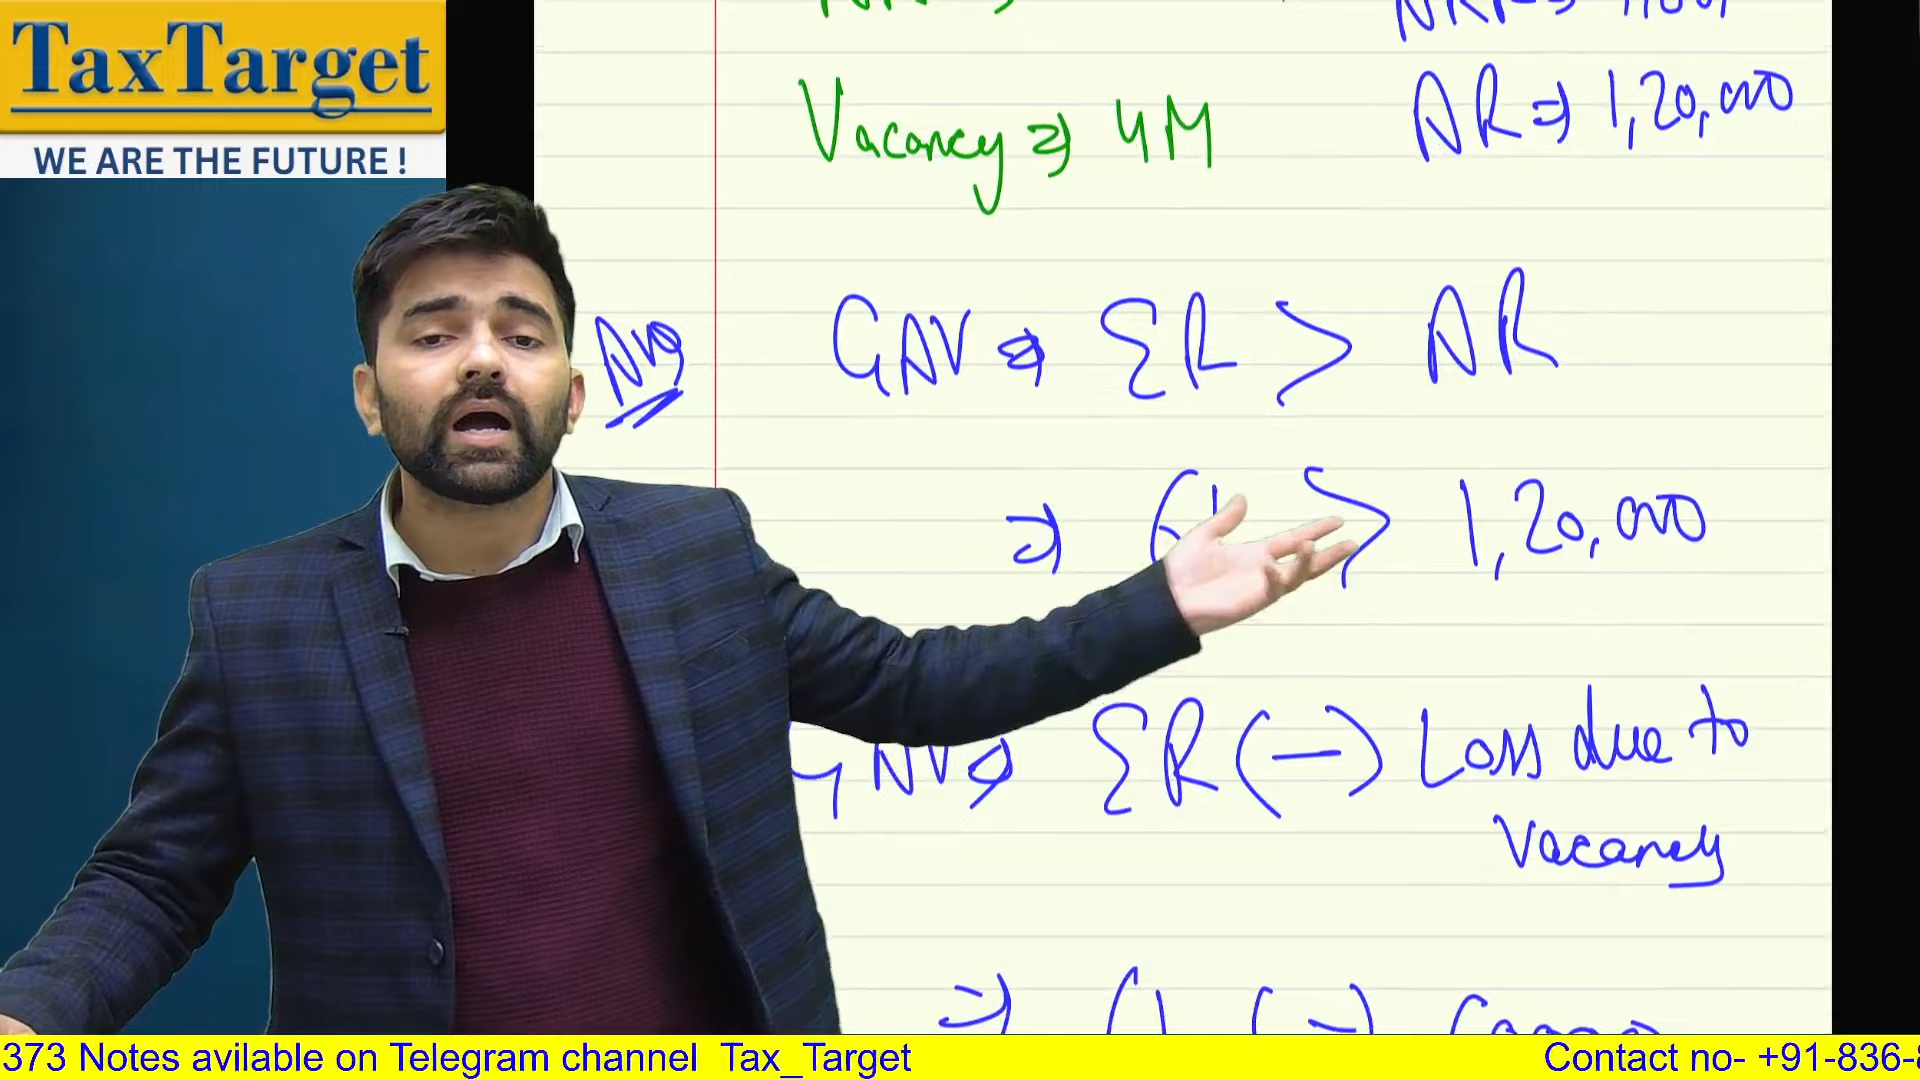 TaxTarget
WE ARE THE FUTURE !
AR ⇒ 1,20,000
Vacancy ⇒ 4M
GAV ⇒ ER > AR
⇒ > 1,20,000
GAV ⇒ ER (-) Loss due to
Vacancy
⇒ (-)
373 Notes avilable on Telegram channel Tax_Target
Contact no- +91-836-